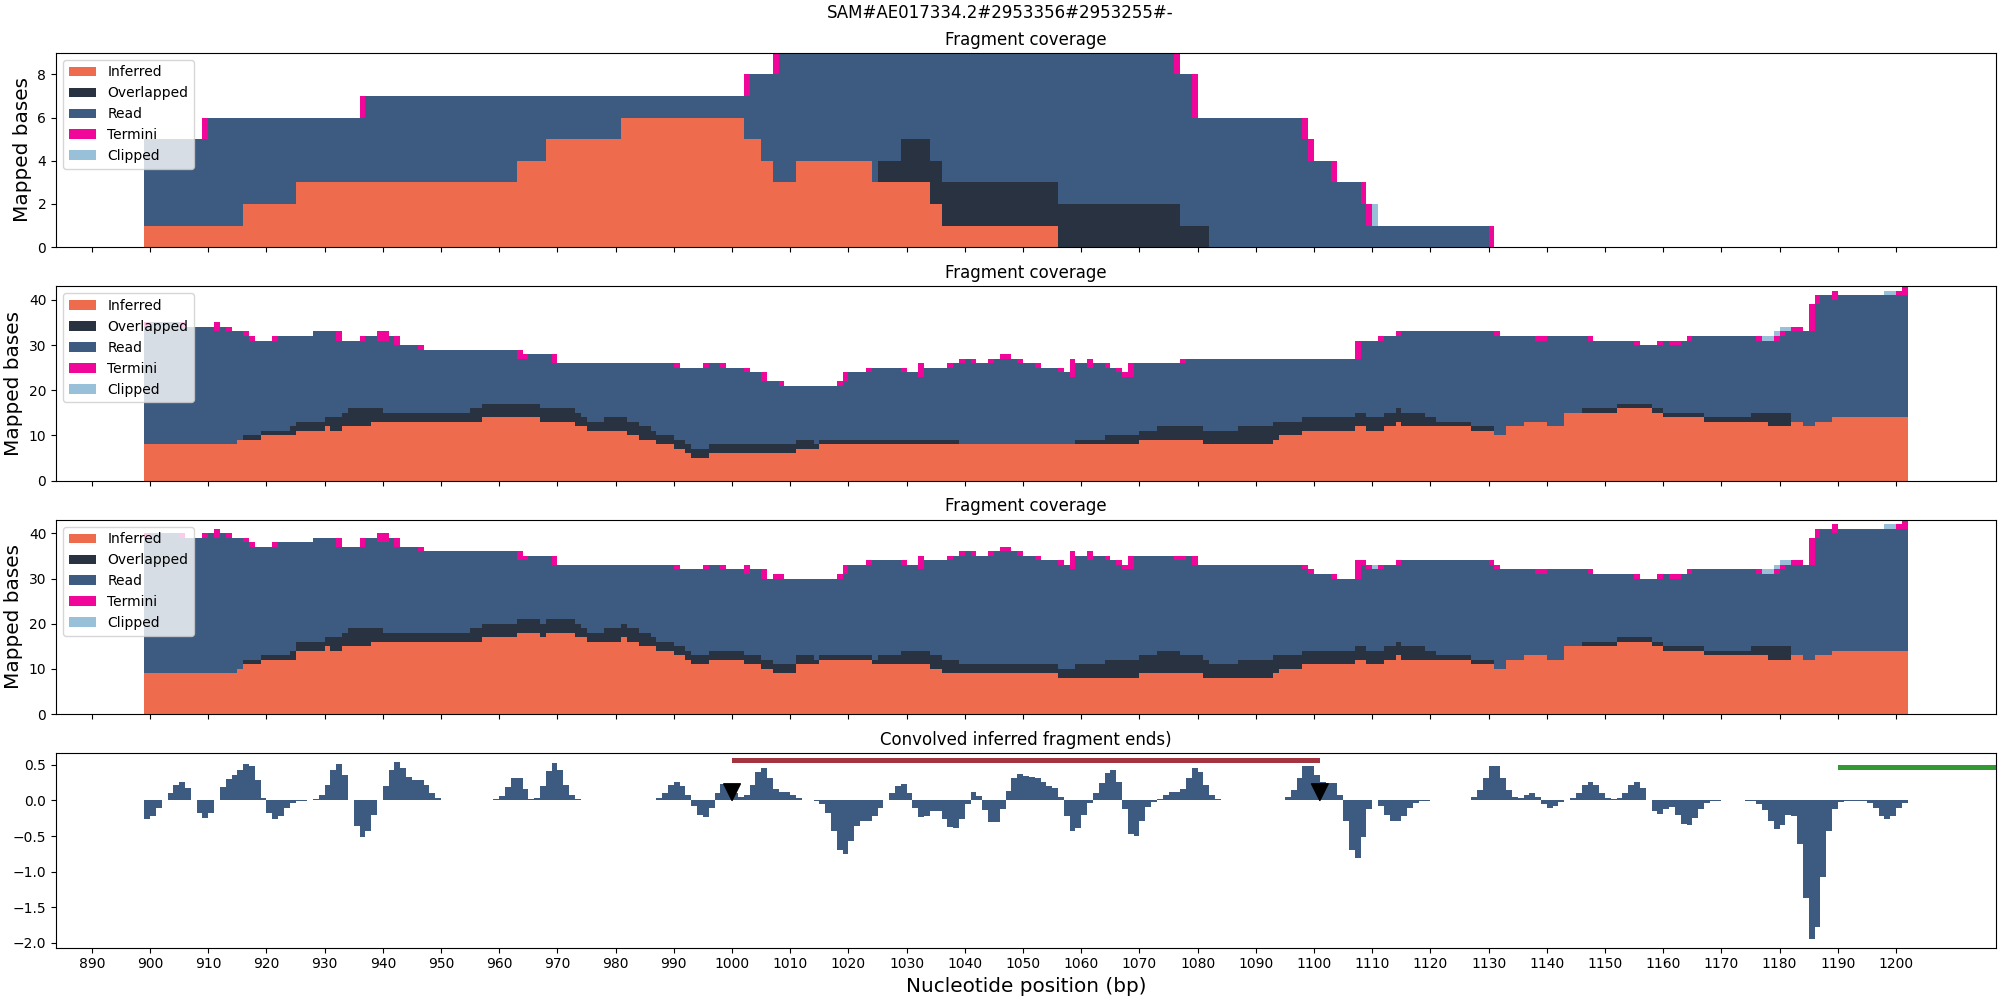 SAM#AE017334.2#2953356#2953255#-
Fragment coverage
Mapped bases
8
6
4
2
0
Inferred
Overlapped
Read
Termini
Clipped
Fragment coverage
Mapped bases
40
30
20
10
0
Inferred
Overlapped
Read
Termini
Clipped
Fragment coverage
Mapped bases
40
30
20
10
0
Inferred
Overlapped
Read
Termini
Clipped
Convolved inferred fragment ends)
0.5
0.0
−0.5
−1.0
−1.5
−2.0
890 900 910 920 930 940 950 960 970 980 990 1000 1010 1020 1030 1040 1050 1060 1070 1080 1090 1100 1110 1120 1130 1140 1150 1160 1170 1180 1190 1200
Nucleotide position (bp)